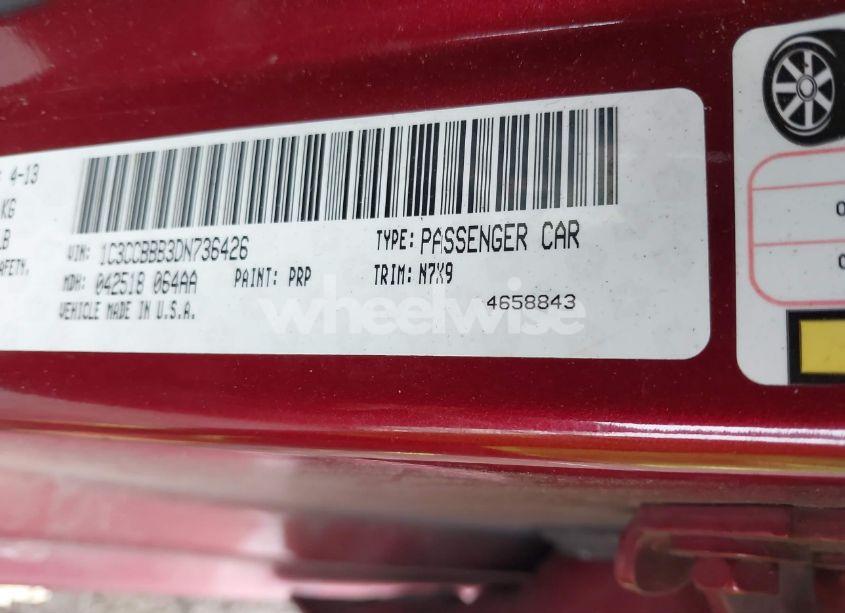 4-13
KG
LB
SAFETY.
VIN: 1C3CCBBB3DN736426
TYPE: PASSENGER CAR
MDH: 042518 064AA
PAINT: PRP
TRIM: N7X9
VEHICLE MADE IN U.S.A.
4658843
wheelwise